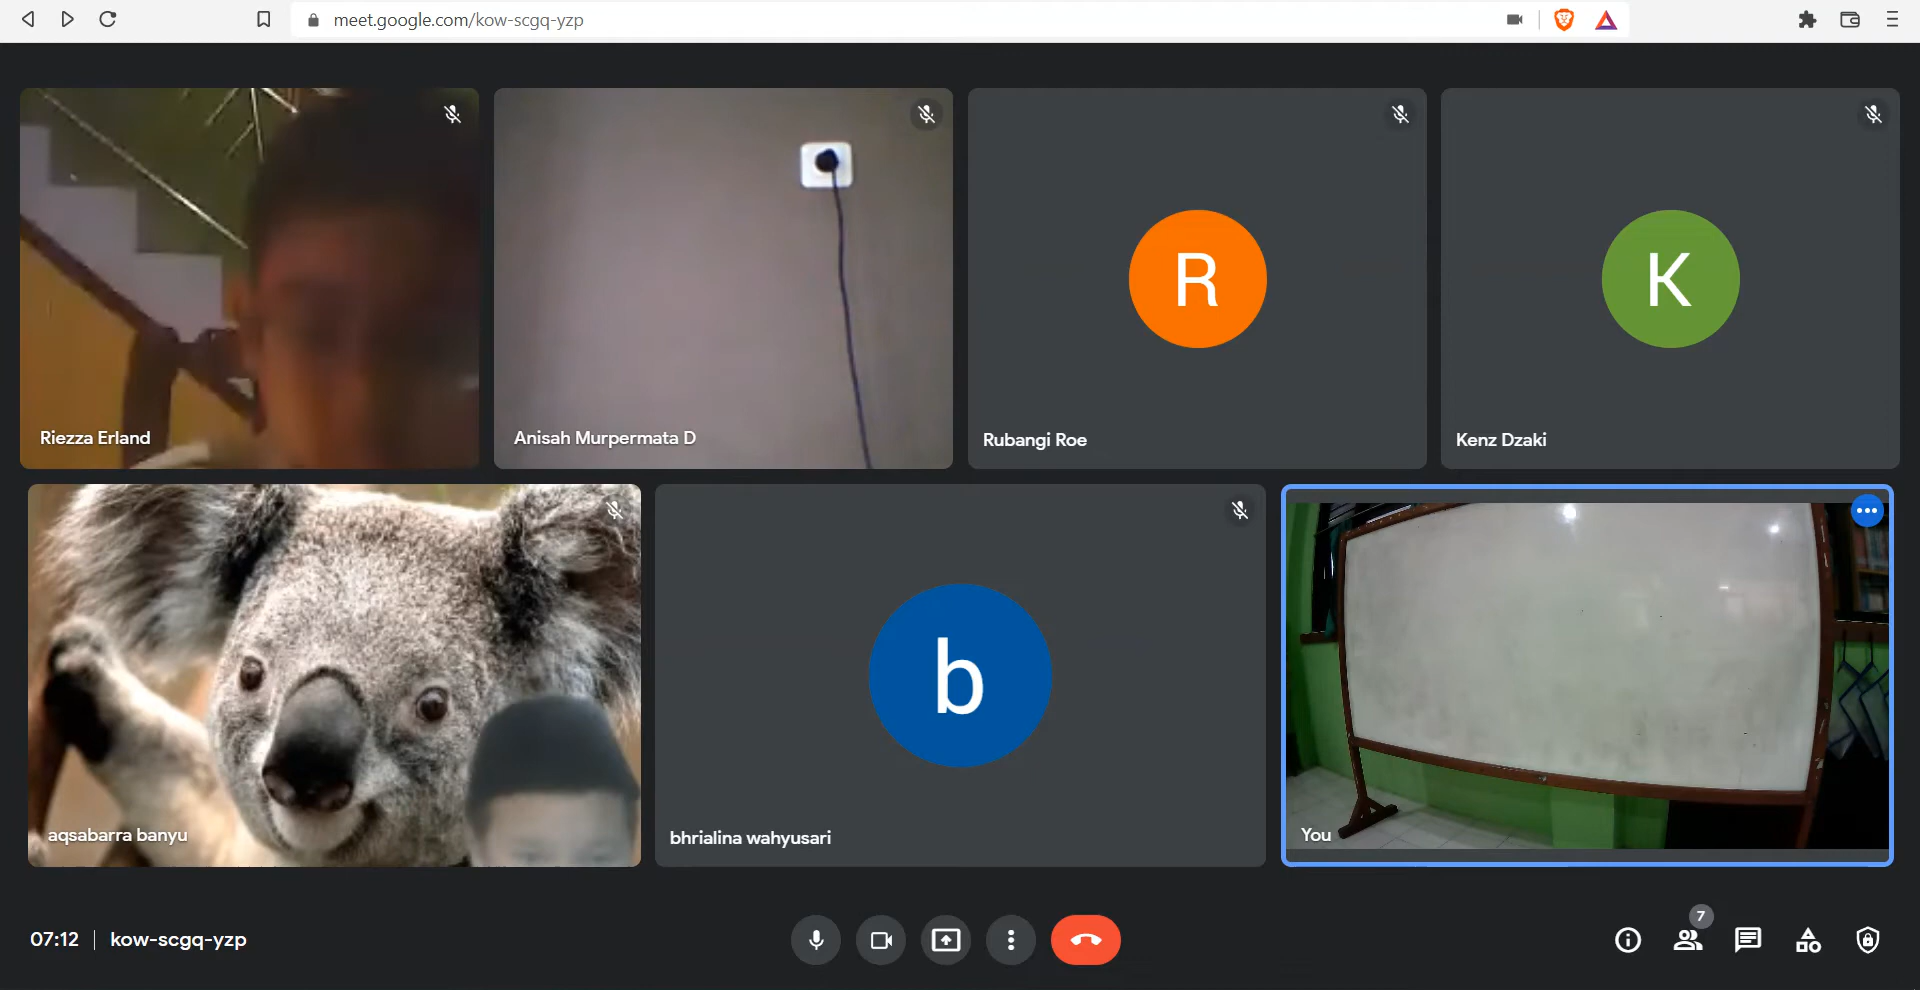 meet.google.com/kow-scgq-yzp
R
K
Riezza Erland
Anisah Murpermata D
Rubangi Roe
Kenz Dzaki
b
aqsabarra banyu
bhrialina wahyusari
You
07:12 | kow-scgq-yzp
7